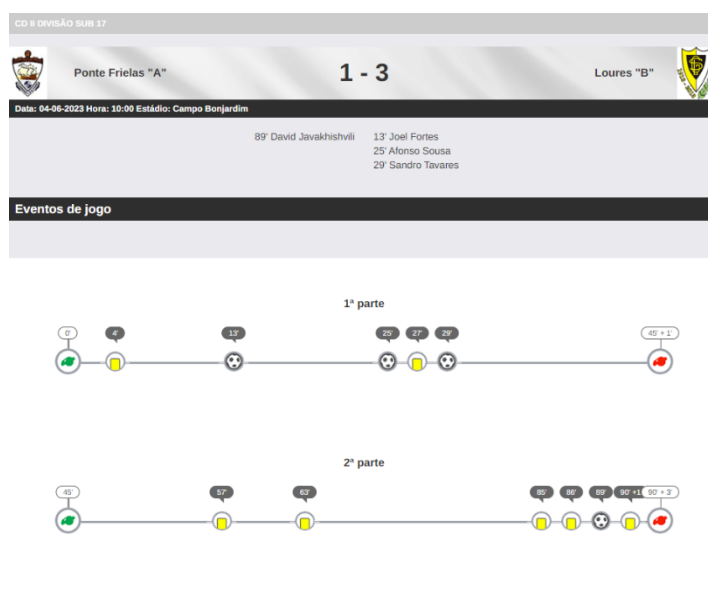 CD II DIVISÃO SUB 17
Ponte Frielas "A"
1 - 3
Loures "B"
Data: 04-06-2023 Hora: 10:00 Estádio: Campo Bonjardim
89' David Javakhishvili
13' Joel Fortes
25' Afonso Sousa
29' Sandro Tavares
Eventos de jogo
1ª parte
0' 4' 13' 25' 27' 29' 45' + 1'
2ª parte
45' 57' 63' 85' 86' 89' 90' +1 90' + 3'